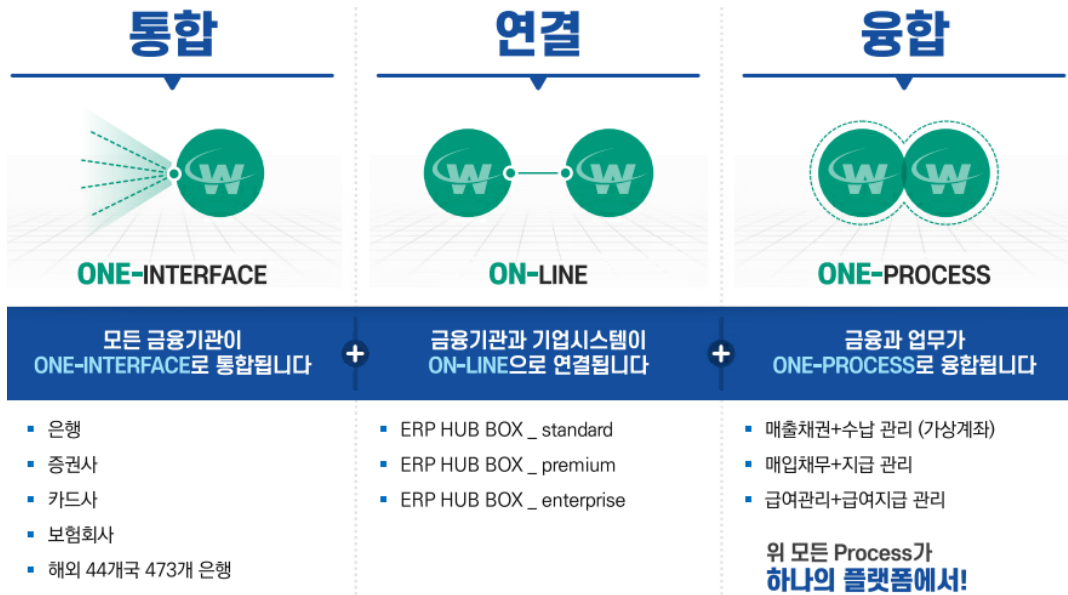 통합
ONE-INTERFACE
모든 금융기관이
ONE-INTERFACE로 통합됩니다
은행
증권사
카드사
보험회사
해외 44개국 473개 은행
연결
ON-LINE
금융기관과 기업시스템이
ON-LINE으로 연결됩니다
ERP HUB BOX _ standard
ERP HUB BOX _ premium
ERP HUB BOX _ enterprise
융합
ONE-PROCESS
금융과 업무가
ONE-PROCESS로 융합됩니다
매출채권+수납 관리 (가상계좌)
매입채무+지급 관리
급여관리+급여지급 관리
위 모든 Process가
하나의 플랫폼에서!
W
W
W
W
W
+
+